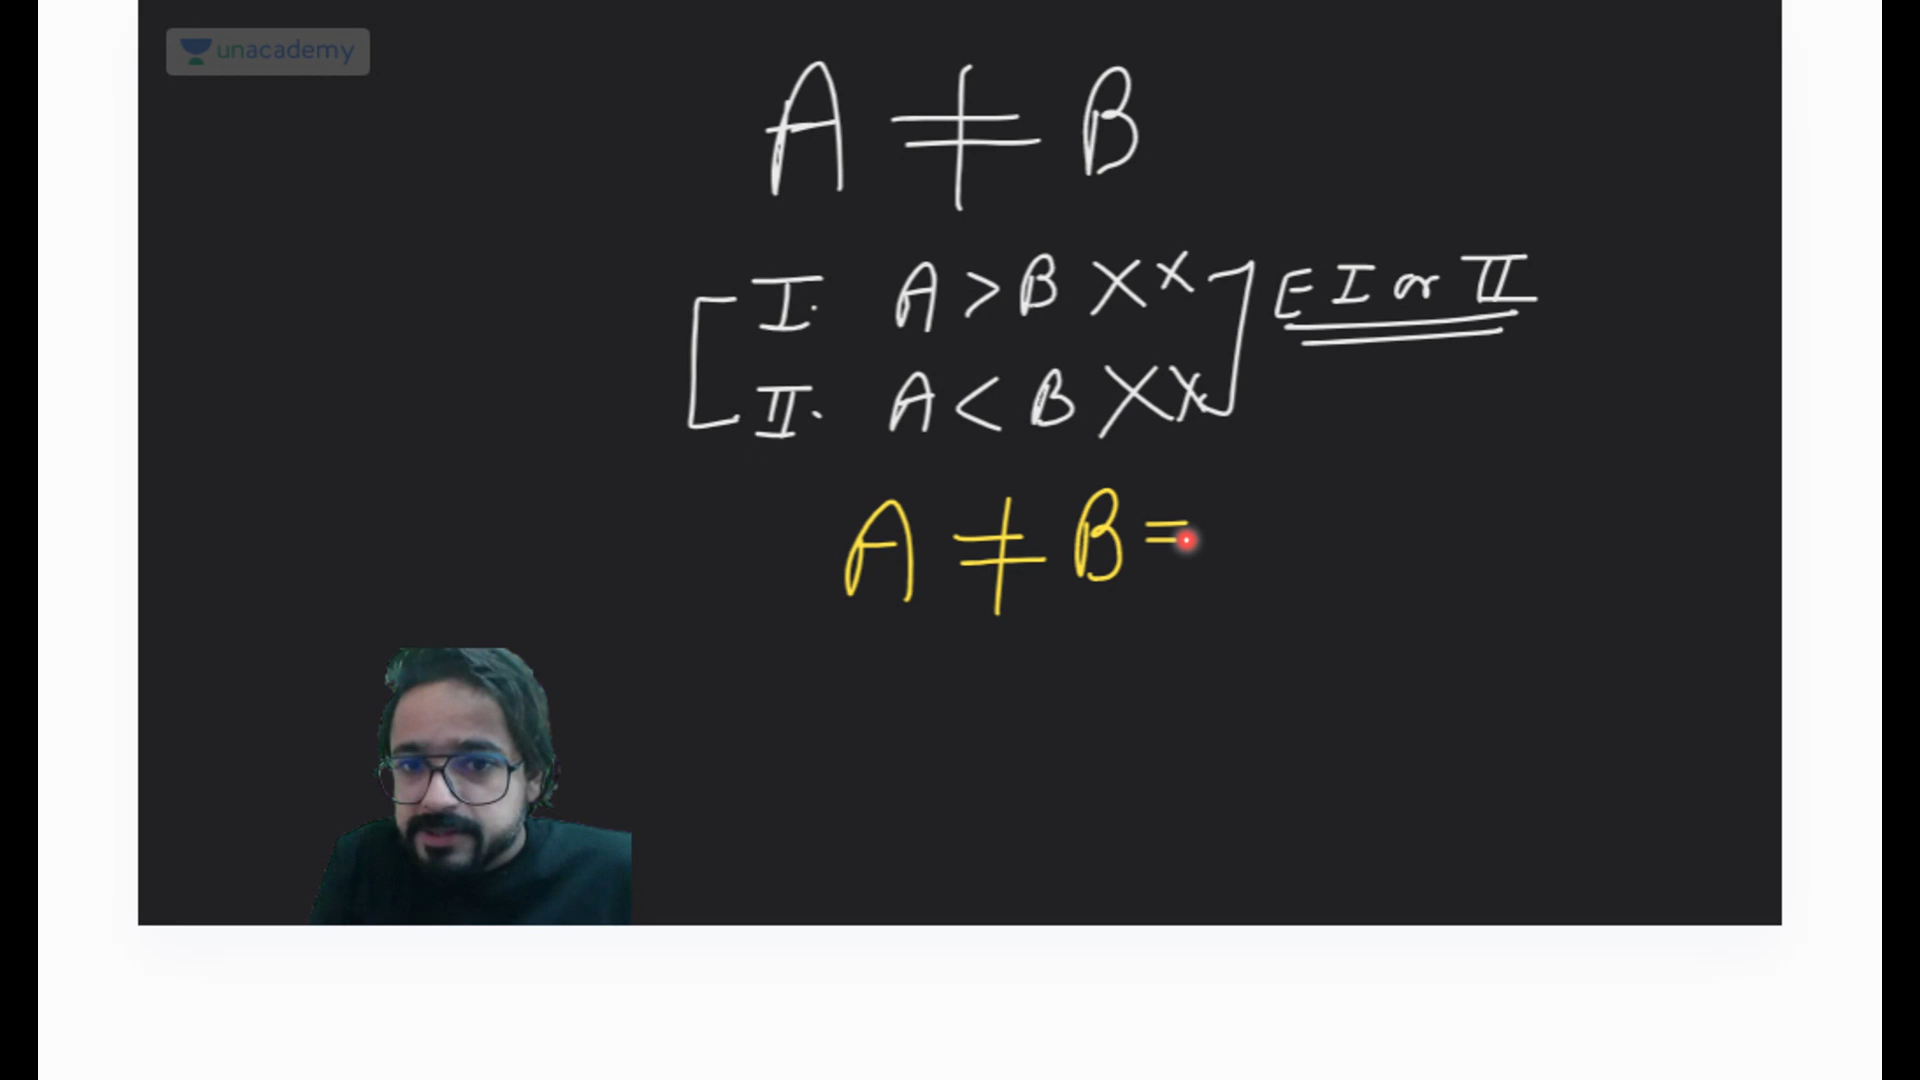 unacademy
A ≠ B
I. A > B X X
E I or II
II. A < B X X
A ≠ B =